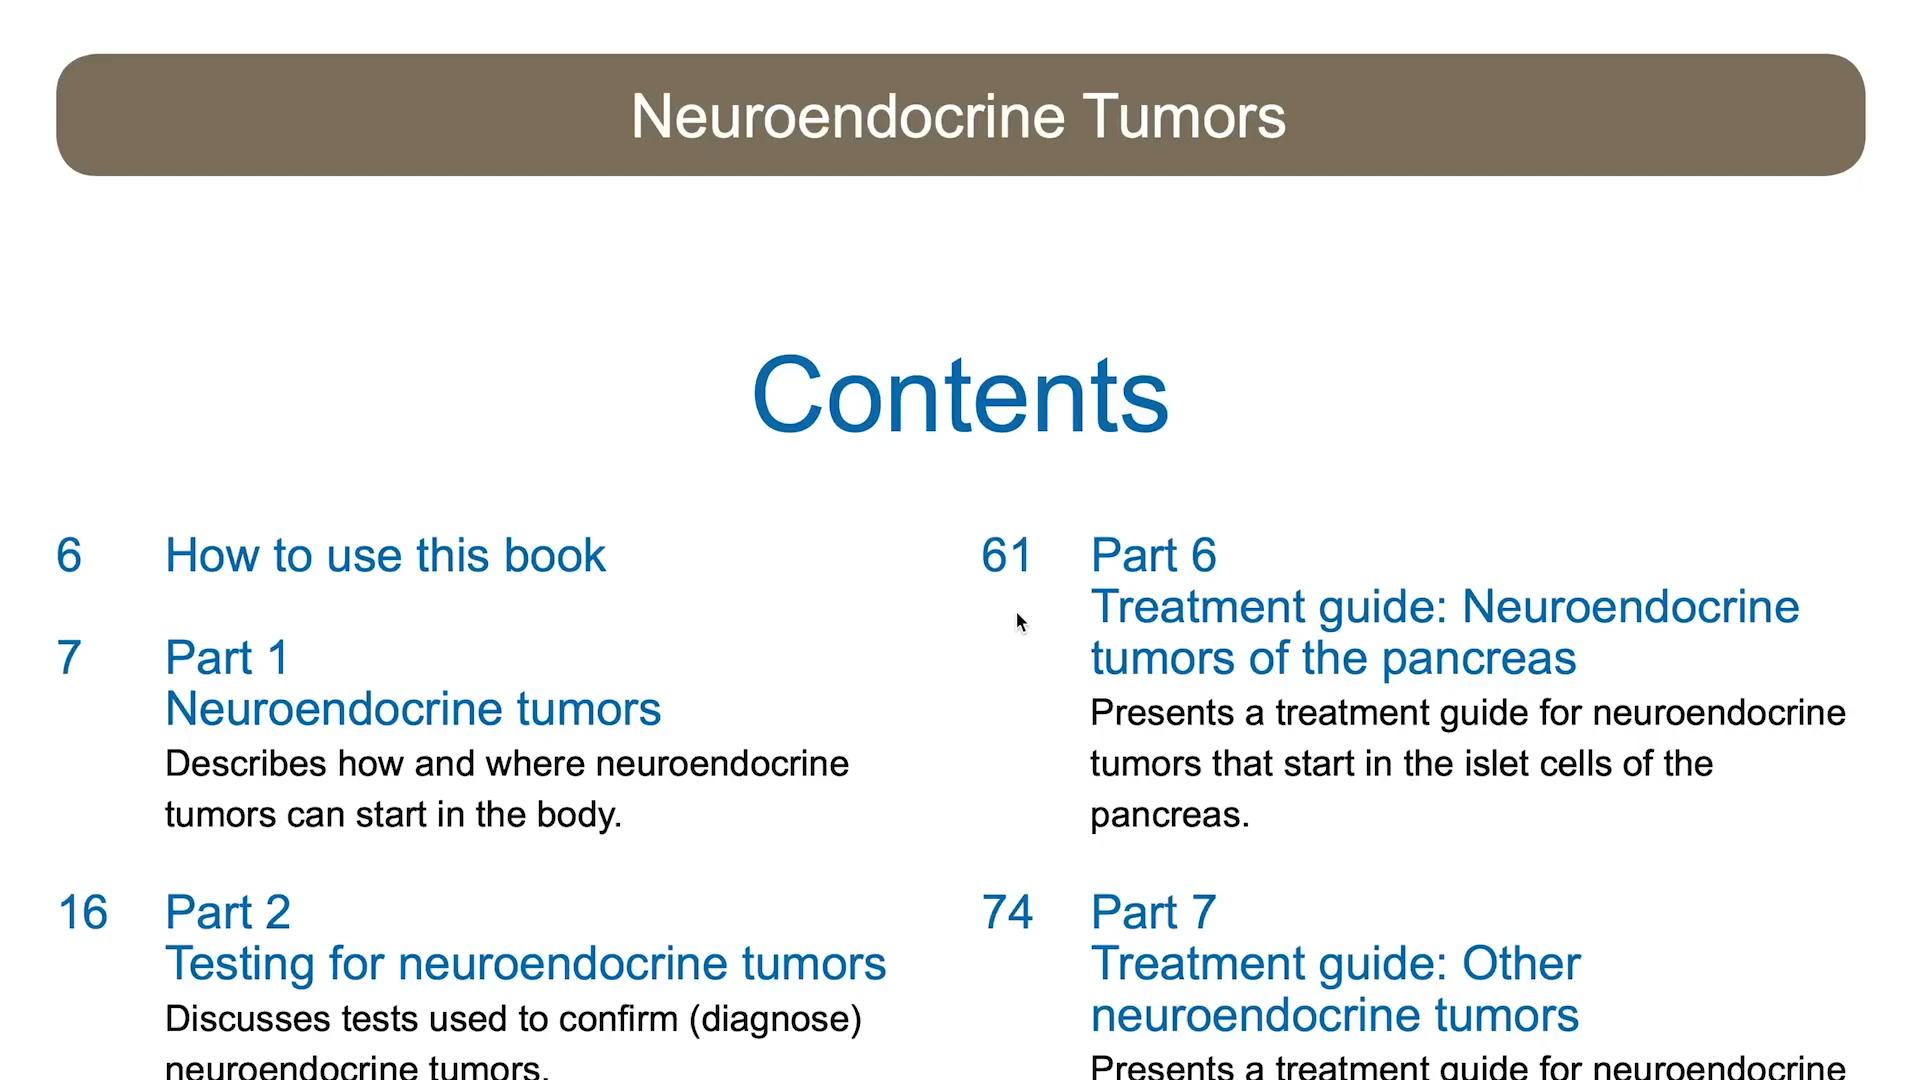 Neuroendocrine Tumors
Contents
6 How to use this book
7 Part 1
Neuroendocrine tumors
Describes how and where neuroendocrine
tumors can start in the body.
16 Part 2
Testing for neuroendocrine tumors
Discusses tests used to confirm (diagnose)
neuroendocrine tumors.
61 Part 6
Treatment guide: Neuroendocrine
tumors of the pancreas
Presents a treatment guide for neuroendocrine
tumors that start in the islet cells of the
pancreas.
74 Part 7
Treatment guide: Other
neuroendocrine tumors
Presents a treatment guide for neuroendocrine